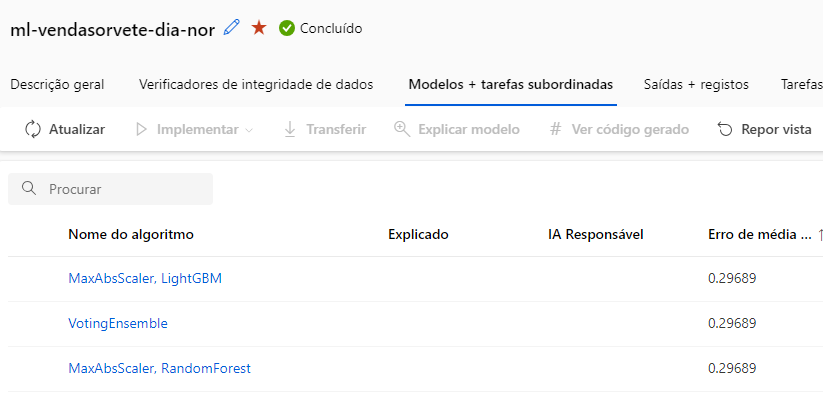 ml-vendasorvete-dia-nor Concluído
Descrição geral Verificadores de integridade de dados Modelos + tarefas subordinadas Saídas + registos Tarefas
Atualizar Implementar Transferir Explicar modelo # Ver código gerado Repor vista
Procurar
Nome do algoritmo Explicado IA Responsável Erro de média ... ↑
MaxAbsScaler, LightGBM 0.29689
VotingEnsemble 0.29689
MaxAbsScaler, RandomForest 0.29689